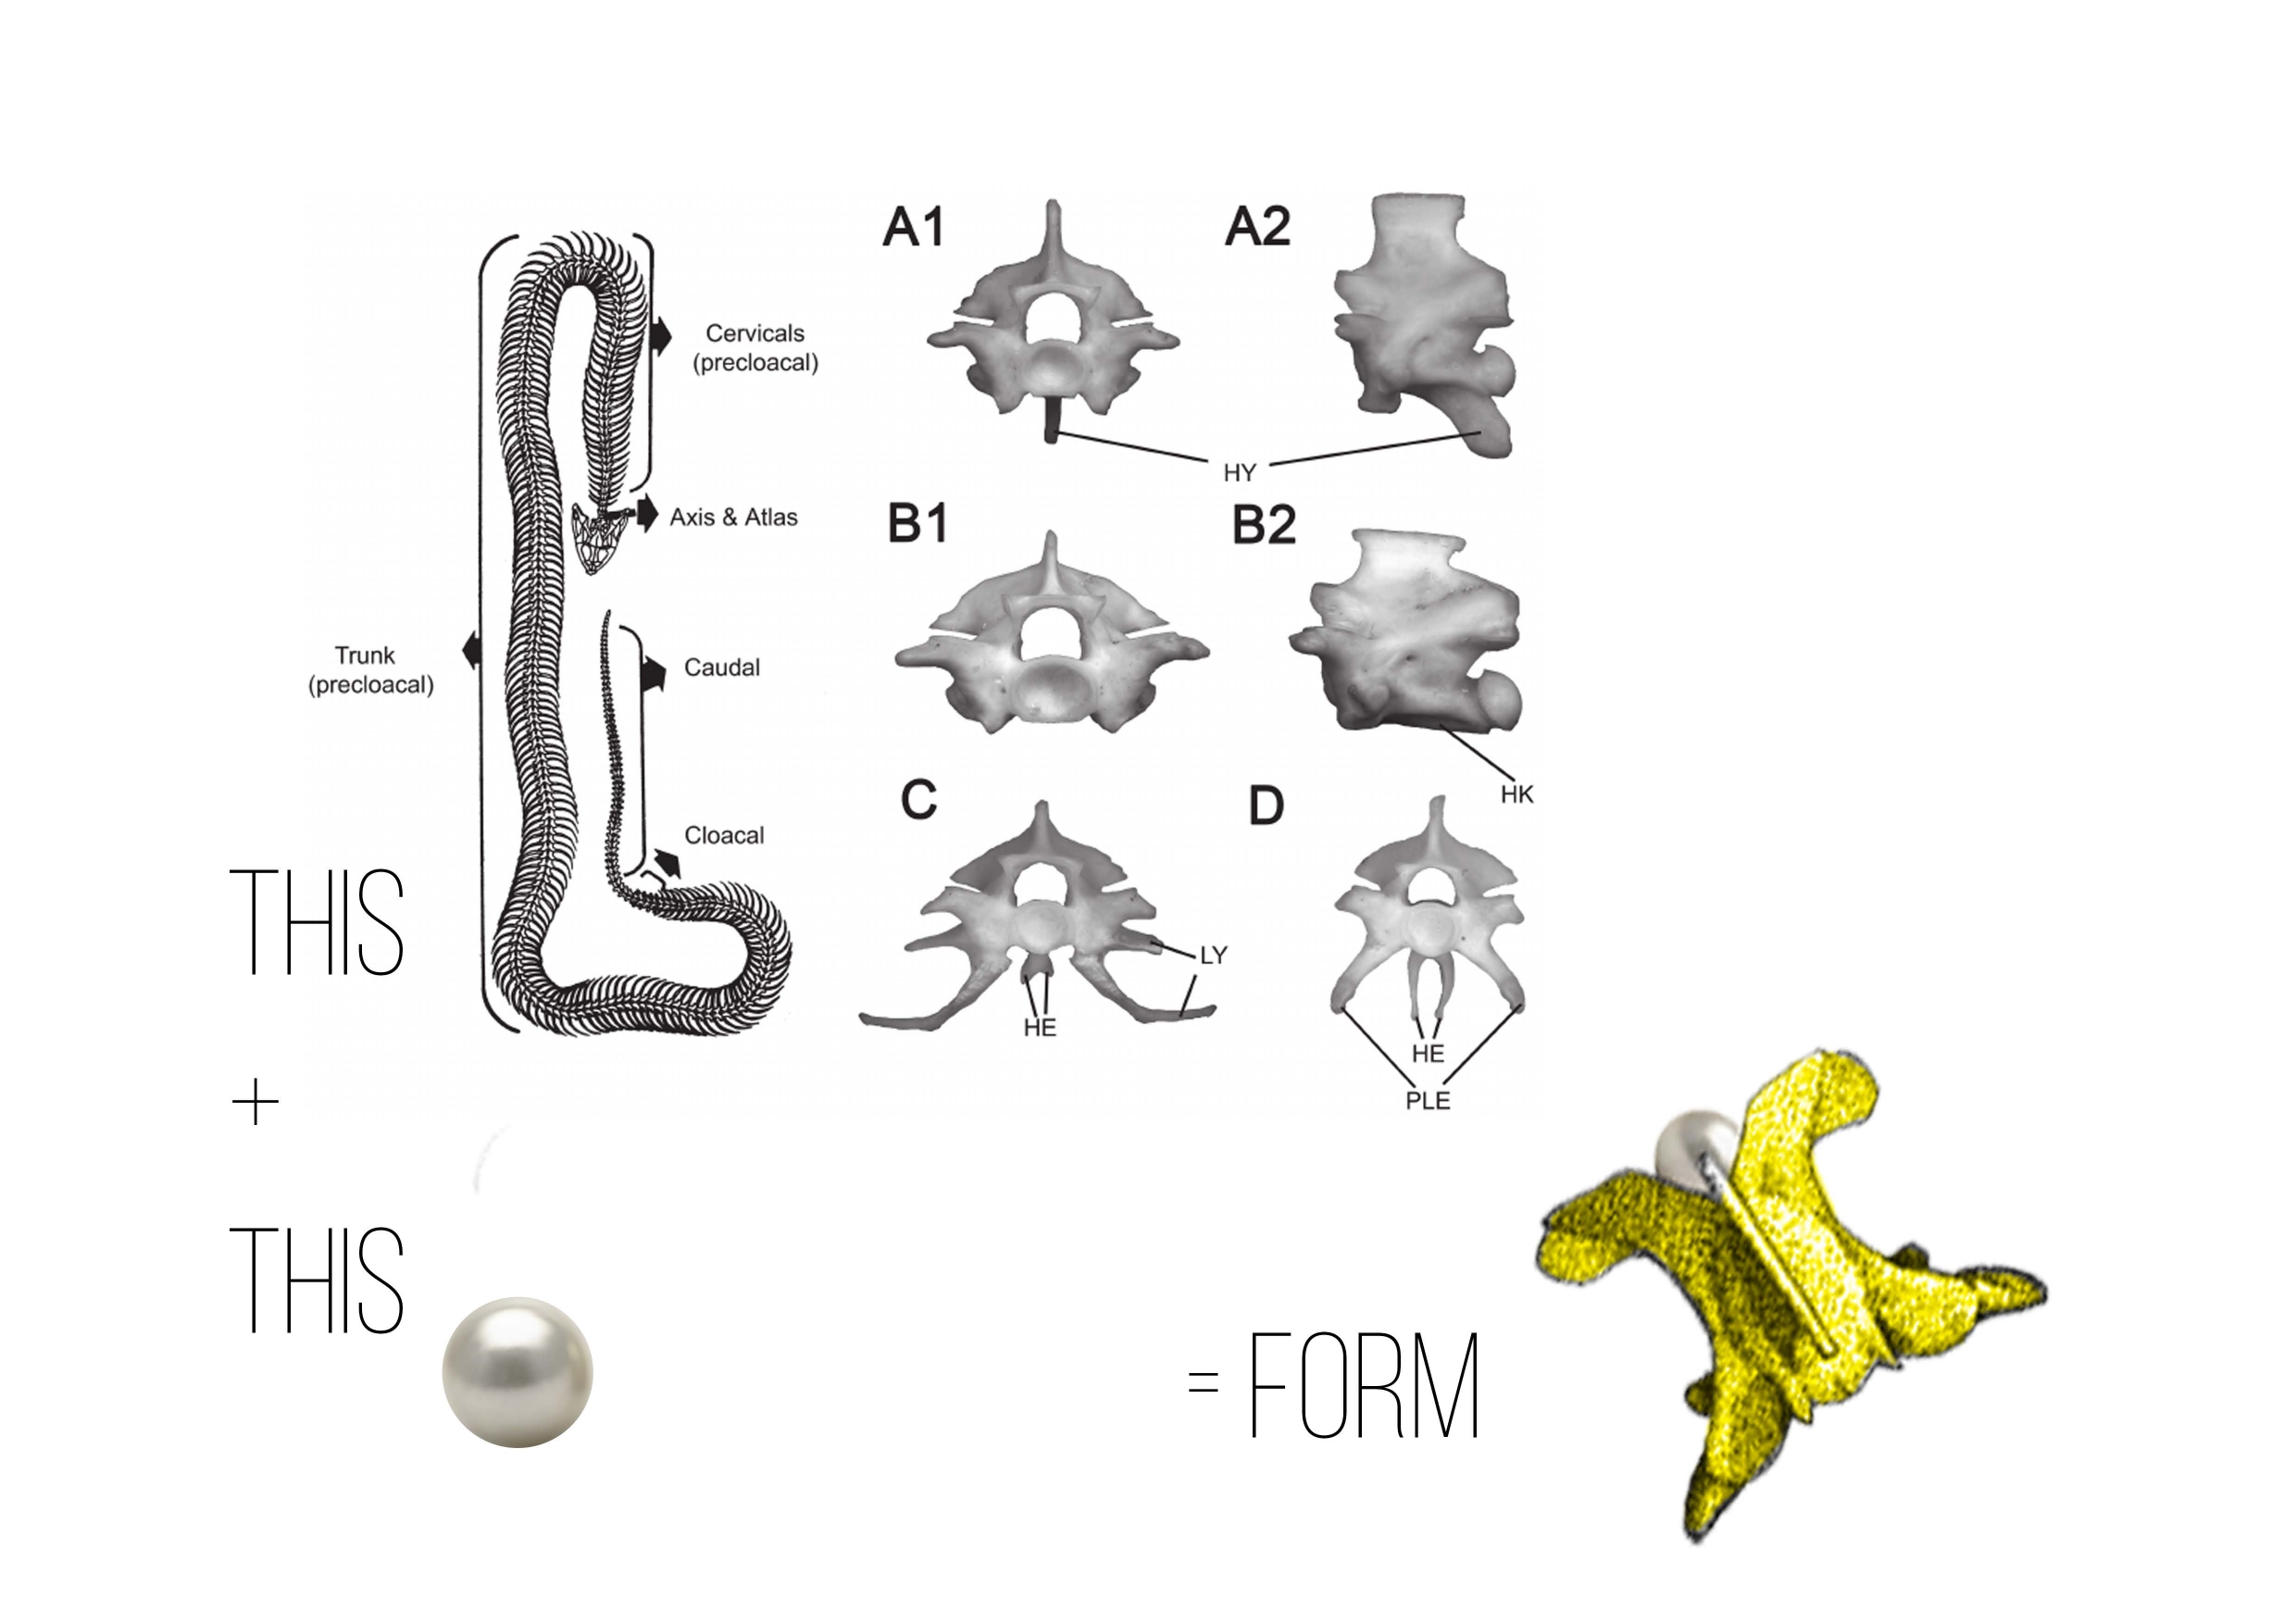 A1
A2
Cervicals
(precloacal)
HY
Axis & Atlas
B1
B2
Trunk
(precloacal)
Caudal
HK
C
D
Cloacal
LY
HE
HE
PLE
THIS
+
THIS
= FORM